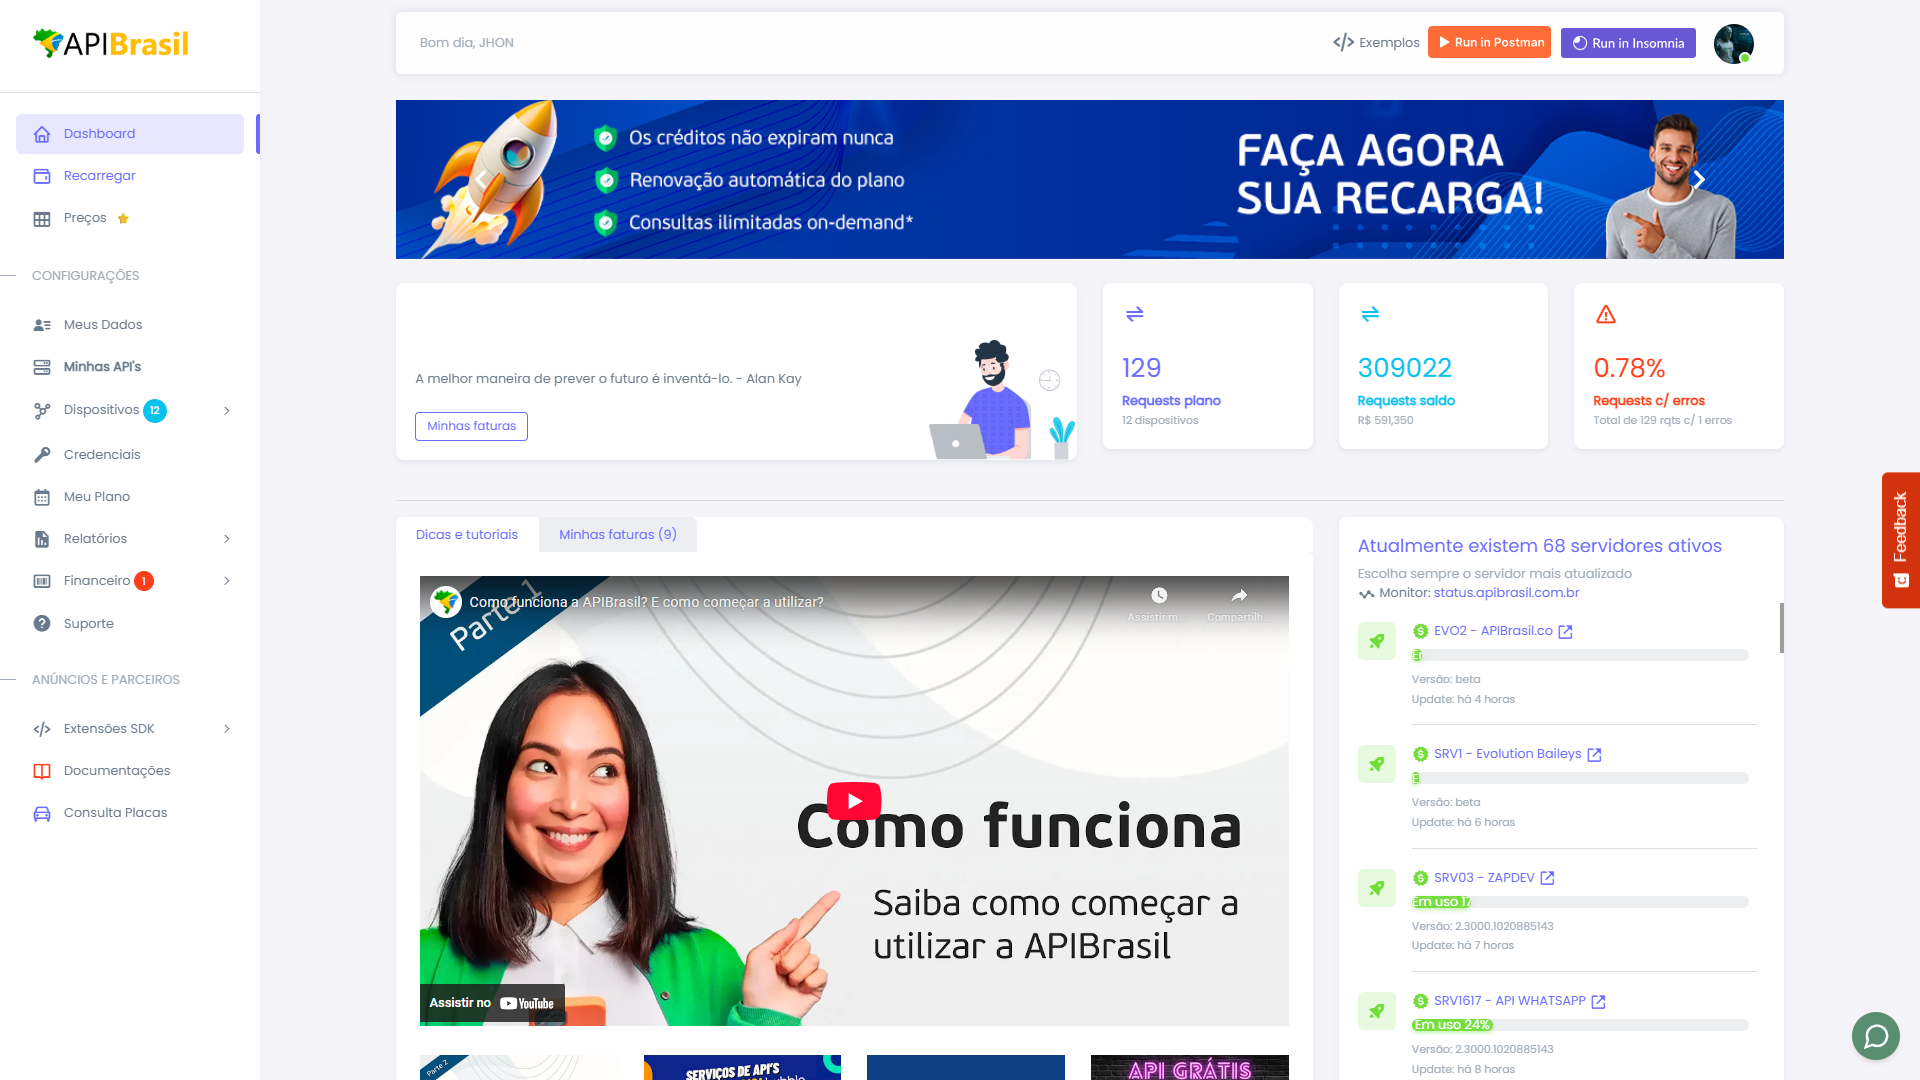 APIBrasil
Dashboard
Recarregar
Preços
CONFIGURAÇÕES
Meus Dados
Minhas API's
Dispositivos 12
Credenciais
Meu Plano
Relatórios
Financeiro 1
Suporte
ANÚNCIOS E PARCEIROS
Extensões SDK
Documentações
Consulta Placas
Bom dia, JHON
Exemplos
Run in Postman
Run in Insomnia
Os créditos não expiram nunca
Renovação automática do plano
Consultas ilimitadas on-demand*
FAÇA AGORA
SUA RECARGA!
A melhor maneira de prever o futuro é inventá-lo. - Alan Kay
Minhas faturas
129
Requests plano
12 dispositivos
309022
Requests saldo
R$ 591,350
0.78%
Requests c/ erros
Total de 129 rqts c/ 1 erros
Dicas e tutoriais
Minhas faturas (9)
Parte 1
Como funciona a APIBrasil? E como começar a utilizar?
Assistir m...
Compartilh...
Como funciona
Saiba como começar a
utilizar a APIBrasil
Assistir no YouTube
Parte 2
SERVIÇOS DE API'S
API GRÁTIS
Atualmente existem 68 servidores ativos
Escolha sempre o servidor mais atualizado
Monitor: status.apibrasil.com.br
EVO2 - APIBrasil.co
Versão: beta
Update: há 4 horas
SRV1 - Evolution Baileys
Versão: beta
Update: há 6 horas
SRV03 - ZAPDEV
Em uso 17
Versão: 2.3000.1020885143
Update: há 7 horas
SRV1617 - API WHATSAPP
Em uso 24%
Versão: 2.3000.1020885143
Update: há 8 horas
Feedback